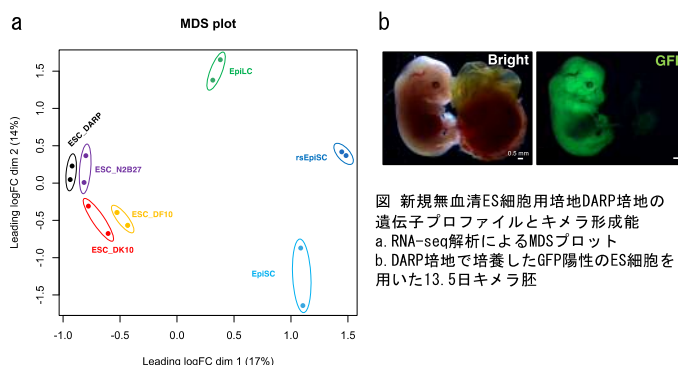 a
MDS plot
EpiLC
ESC_DARP
ESC_N2B27
rsEpiSC
ESC_DF10
ESC_DK10
EpiSC
1.5
1.0
0.5
0.0
-0.5
-1.0
-1.5
Leading logFC dim 2 (14%)
-1.0
-0.5
0.0
0.5
1.0
1.5
Leading logFC dim 1 (17%)
b
Bright
0.5 mm
GFP
図 新規無血清ES細胞用培地DARP培地の
遺伝子プロファイルとキメラ形成能
a.RNA-seq解析によるMDSプロット
b.DARP培地で培養したGFP陽性のES細胞を
用いた13.5日キメラ胚